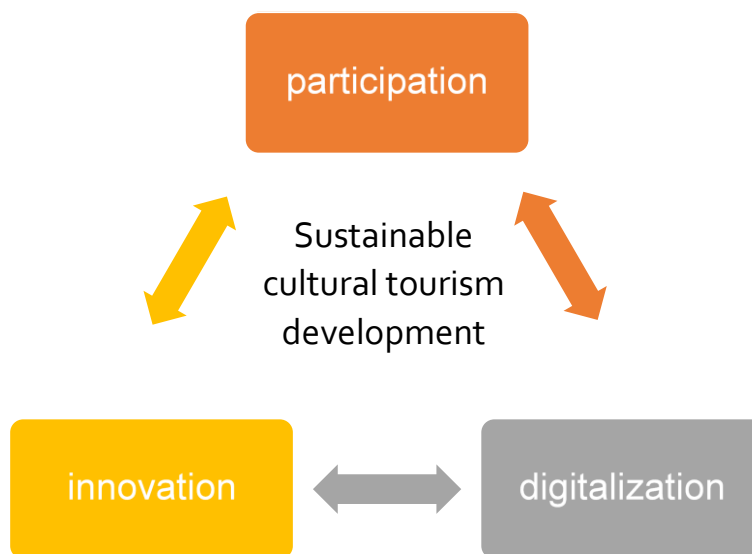 participation
Sustainable
cultural tourism
development
innovation
digitalization